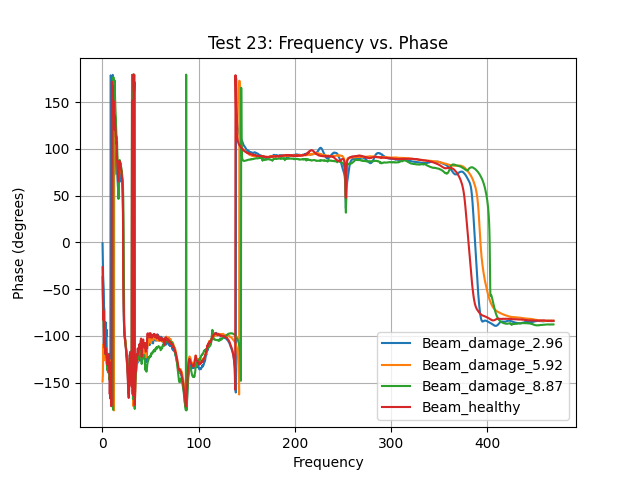 Test 23: Frequency vs. Phase
Phase (degrees)
150
100
50
0
−50
−100
−150
0
100
200
300
400
Frequency
Beam_damage_2.96
Beam_damage_5.92
Beam_damage_8.87
Beam_healthy